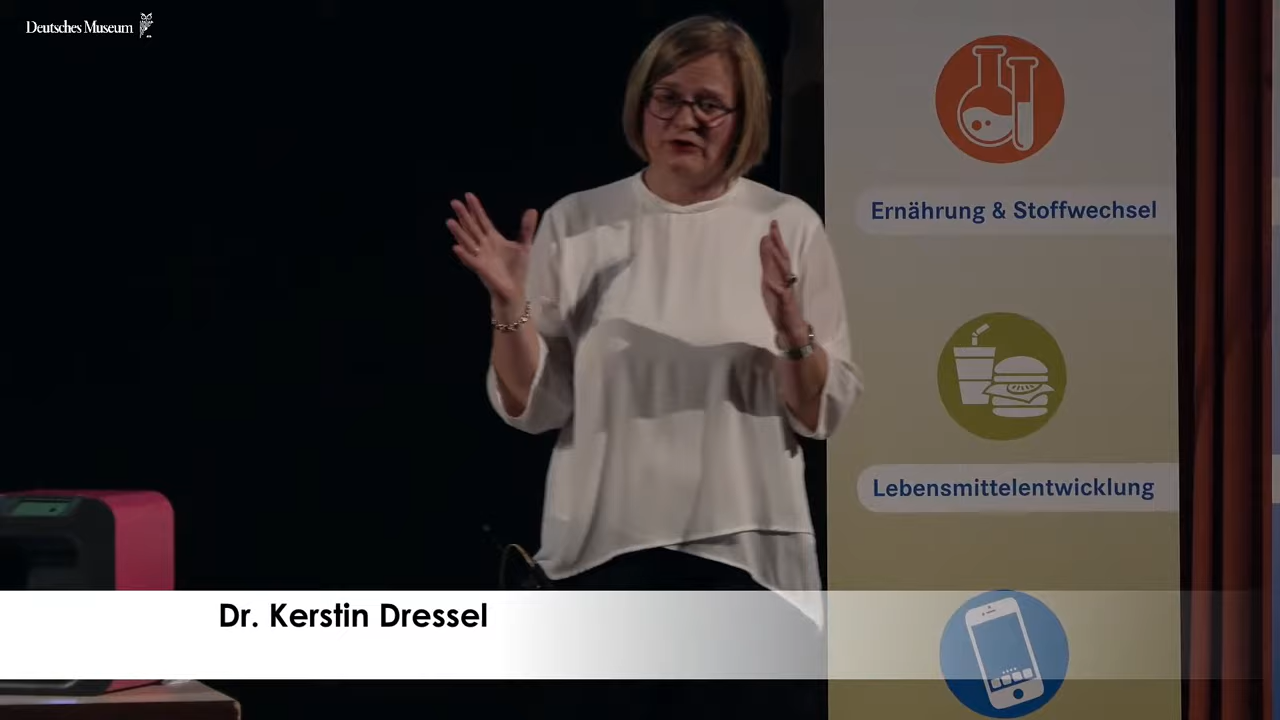 Deutsches Museum
Ernährung & Stoffwechsel
Lebensmittelentwicklung
Dr. Kerstin Dressel